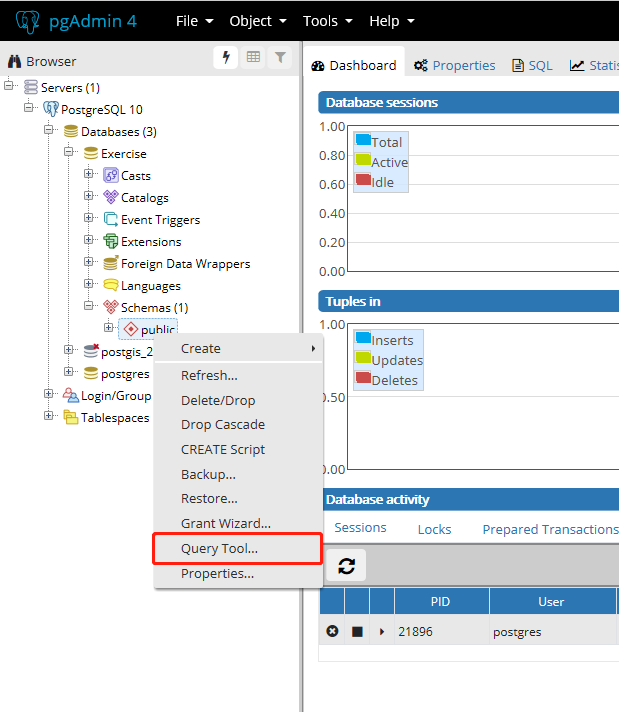 pgAdmin 4 File Object Tools Help
Browser
Servers (1)
PostgreSQL 10
Databases (3)
Exercise
Casts
Catalogs
Event Triggers
Extensions
Foreign Data Wrappers
Languages
Schemas (1)
public
postgis_2
postgres
Login/Group
Tablespaces
Create
Refresh...
Delete/Drop
Drop Cascade
CREATE Script
Backup...
Restore...
Grant Wizard...
Query Tool...
Properties...
Dashboard Properties SQL Statis
Database sessions
1.00
0.80
0.60
0.40
0.20
0.00
Total
Active
Idle
Tuples in
1.00
0.50
0.00
Inserts
Updates
Deletes
Database activity
Sessions Locks Prepared Transactions
PID User
21896 postgres